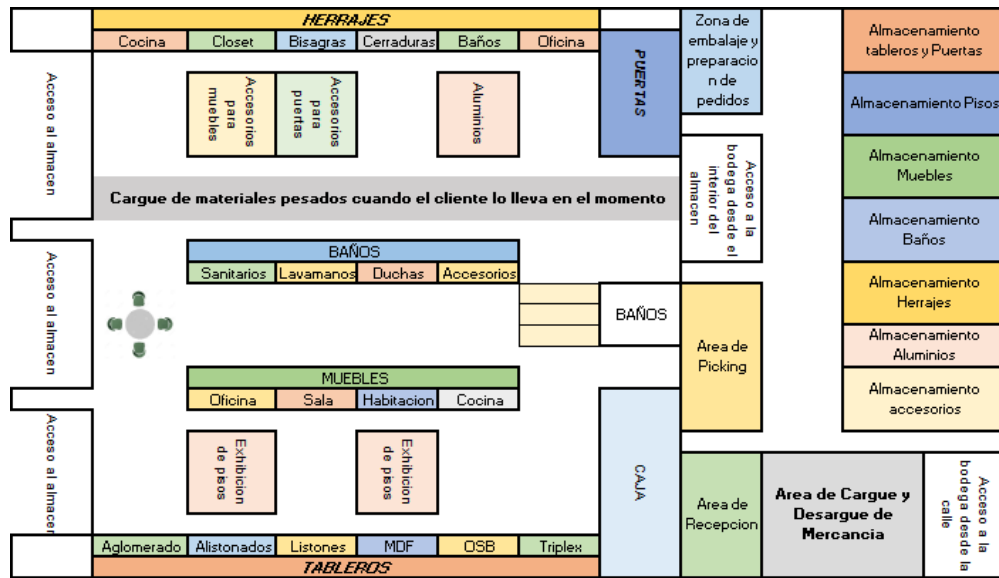 HERRAJES
Cocina
Closet
Bisagras
Cerraduras
Baños
Oficina
Acceso al almacen
Accesorios
para
muebles
Accesorios
para
puertas
Aluminios
PUERTAS
Zona de
embalaje y
preparacio
n de
pedidos
Almacenamiento
tableros y Puertas
Almacenamiento Pisos
Almacenamiento
Muebles
Almacenamiento
Baños
Almacenamiento
Herrajes
Almacenamiento
Aluminios
Almacenamiento
accesorios
Cargue de materiales pesados cuando el cliente lo lleva en el momento
Acceso a la
bodega desde el
interior del
almacen
Acceso al almacen
BAÑOS
Sanitarios
Lavamanos
Duchas
Accesorios
BAÑOS
Area de
Picking
MUEBLES
Oficina
Sala
Habitacion
Cocina
Acceso al almacen
Exhibicion
de pisos
Exhibicion
de pisos
CAJA
Area de
Recepcion
Area de Cargue y
Desargue de
Mercancia
Acceso a la
bodega desde la
calle
Aglomerado
Alistonados
Listones
MDF
OSB
Triplex
TABLEROS